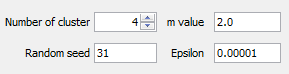 Number of cluster 4 m value 2.0
Random seed 31 Epsilon 0.00001